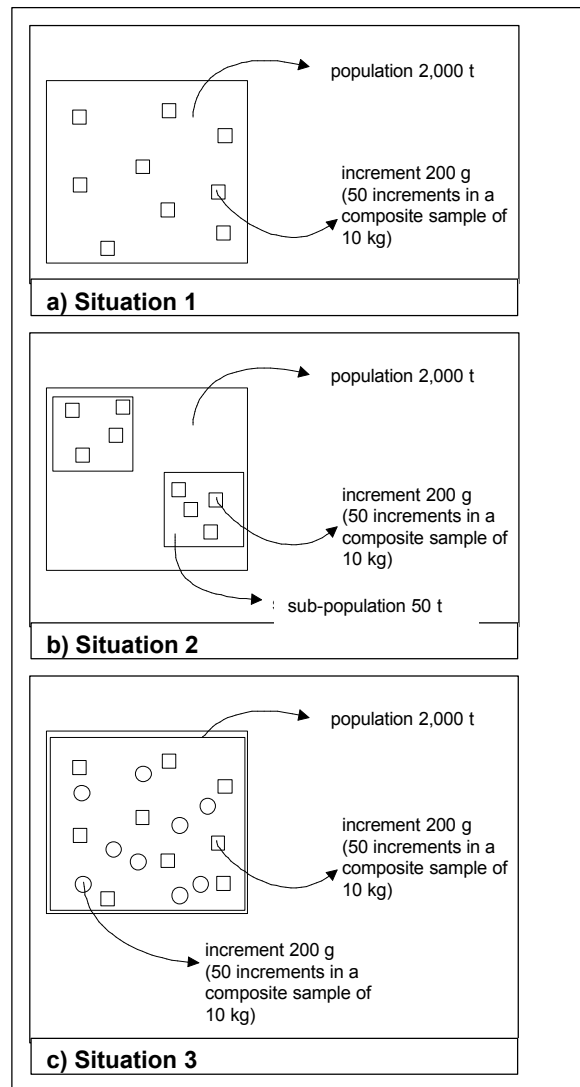 population 2,000 t
increment 200 g
(50 increments in a
composite sample of
10 kg)
a) Situation 1
population 2,000 t
increment 200 g
(50 increments in a
composite sample of
10 kg)
sub-population 50 t
b) Situation 2
population 2,000 t
increment 200 g
(50 increments in a
composite sample of
10 kg)
increment 200 g
(50 increments in a
composite sample of
10 kg)
c) Situation 3